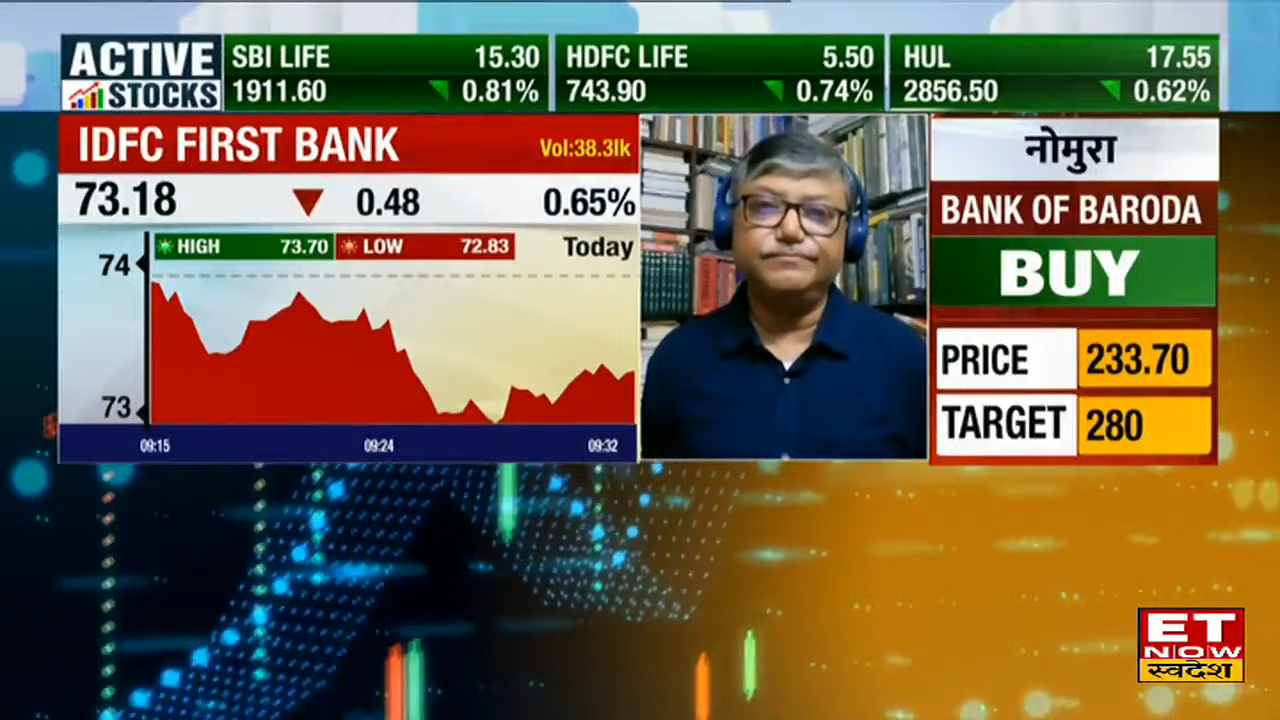 ACTIVE
STOCKS
SBI LIFE 15.30
1911.60 0.81%
HDFC LIFE 5.50
743.90 0.74%
HUL 17.55
2856.50 0.62%
IDFC FIRST BANK Vol:38.3lk
73.18 0.48 0.65%
HIGH 73.70 LOW 72.83 Today
74
73
09:15 09:24 09:32
नोमुरा
BANK OF BARODA
BUY
PRICE 233.70
TARGET 280
ET
NOW
स्वदेश